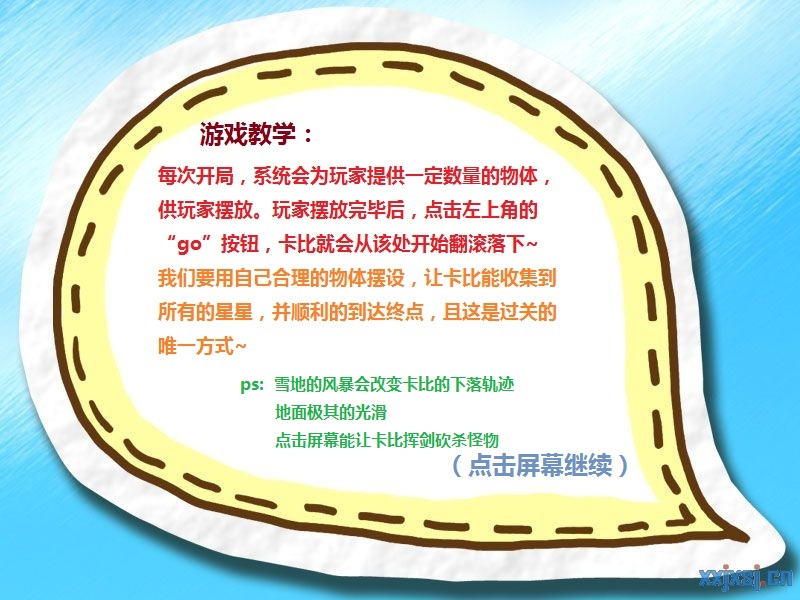 游戏教学：
每次开局，系统会为玩家提供一定数量的物体，
供玩家摆放。玩家摆放完毕后，点击左上角的
“go”按钮，卡比就会从该处开始翻滚落下~
我们要用自己合理的物体摆设，让卡比能收集到
所有的星星，并顺利的到达终点，且这是过关的
唯一方式~
ps: 雪地的风暴会改变卡比的下落轨迹
地面极其的光滑
点击屏幕能让卡比挥剑砍杀怪物
（点击屏幕继续）
xxjxsj.cn